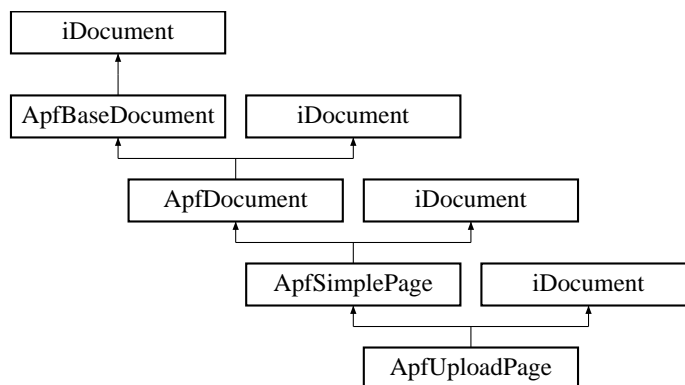 iDocument
ApfBaseDocument
iDocument
ApfDocument
iDocument
ApfSimplePage
iDocument
ApfUploadPage